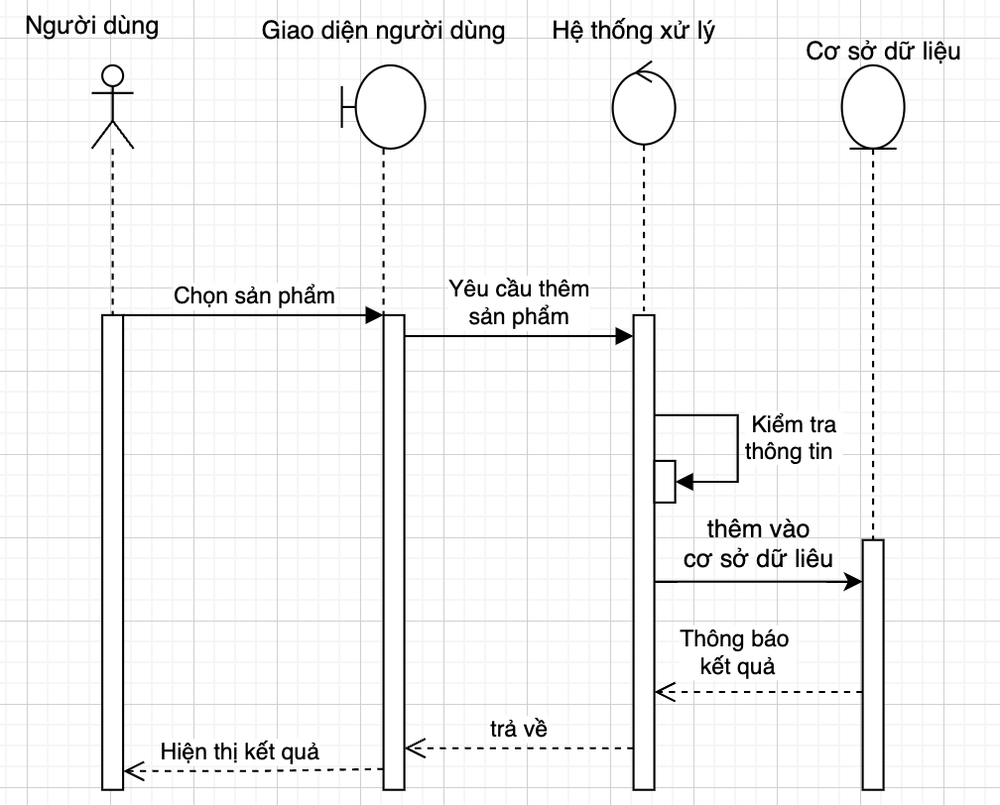 Người dùng
Giao diện người dùng
Hệ thống xử lý
Cơ sở dữ liệu
Chọn sản phẩm
Yêu cầu thêm
sản phẩm
Kiểm tra
thông tin
thêm vào
cơ sở dữ liêu
Thông báo
kết quả
trả về
Hiện thị kết quả